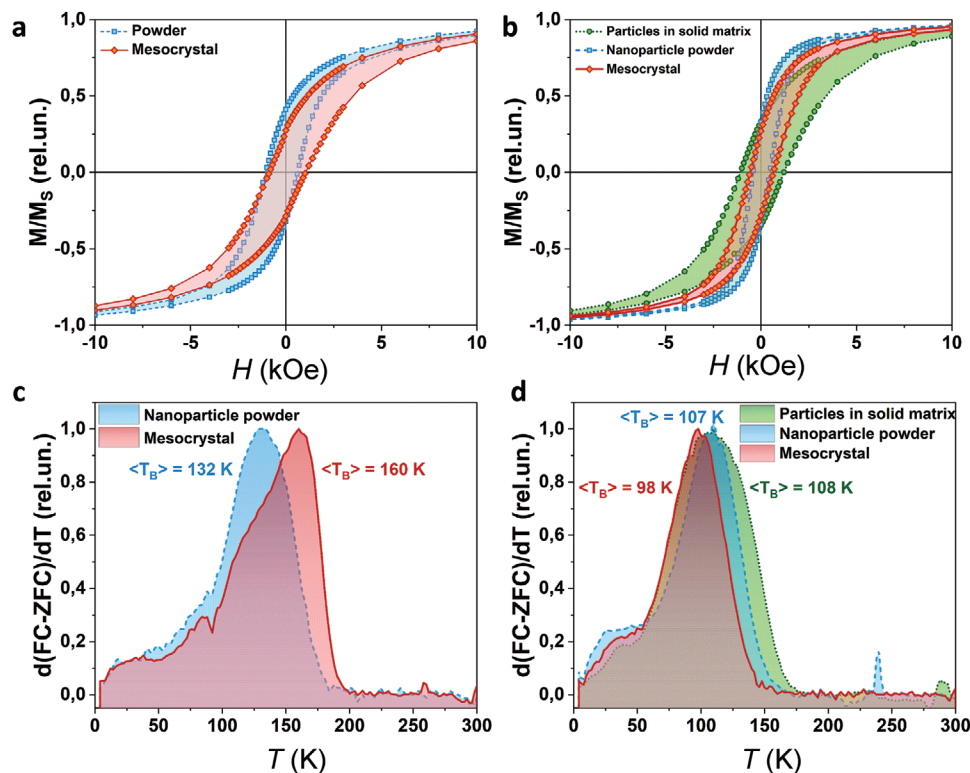 a
Powder
Mesocrystal
1,0
0,5
0,0
-0,5
-1,0
M/MS (rel.un.)
-10 -5 0 5 10
H (kOe)
b
Particles in solid matrix
Nanoparticle powder
Mesocrystal
1,0
0,5
0,0
-0,5
-1,0
M/MS (rel.un.)
-10 -5 0 5 10
H (kOe)
c
Nanoparticle powder
Mesocrystal
<TB> = 132 K
<TB> = 160 K
1,0
0,8
0,6
0,4
0,2
0,0
d(FC-ZFC)/dT (rel.un.)
0 50 100 150 200 250 300
T (K)
d
Particles in solid matrix
Nanoparticle powder
Mesocrystal
<TB> = 107 K
<TB> = 98 K
<TB> = 108 K
1,0
0,8
0,6
0,4
0,2
0,0
d(FC-ZFC)/dT (rel.un.)
0 50 100 150 200 250 300
T (K)